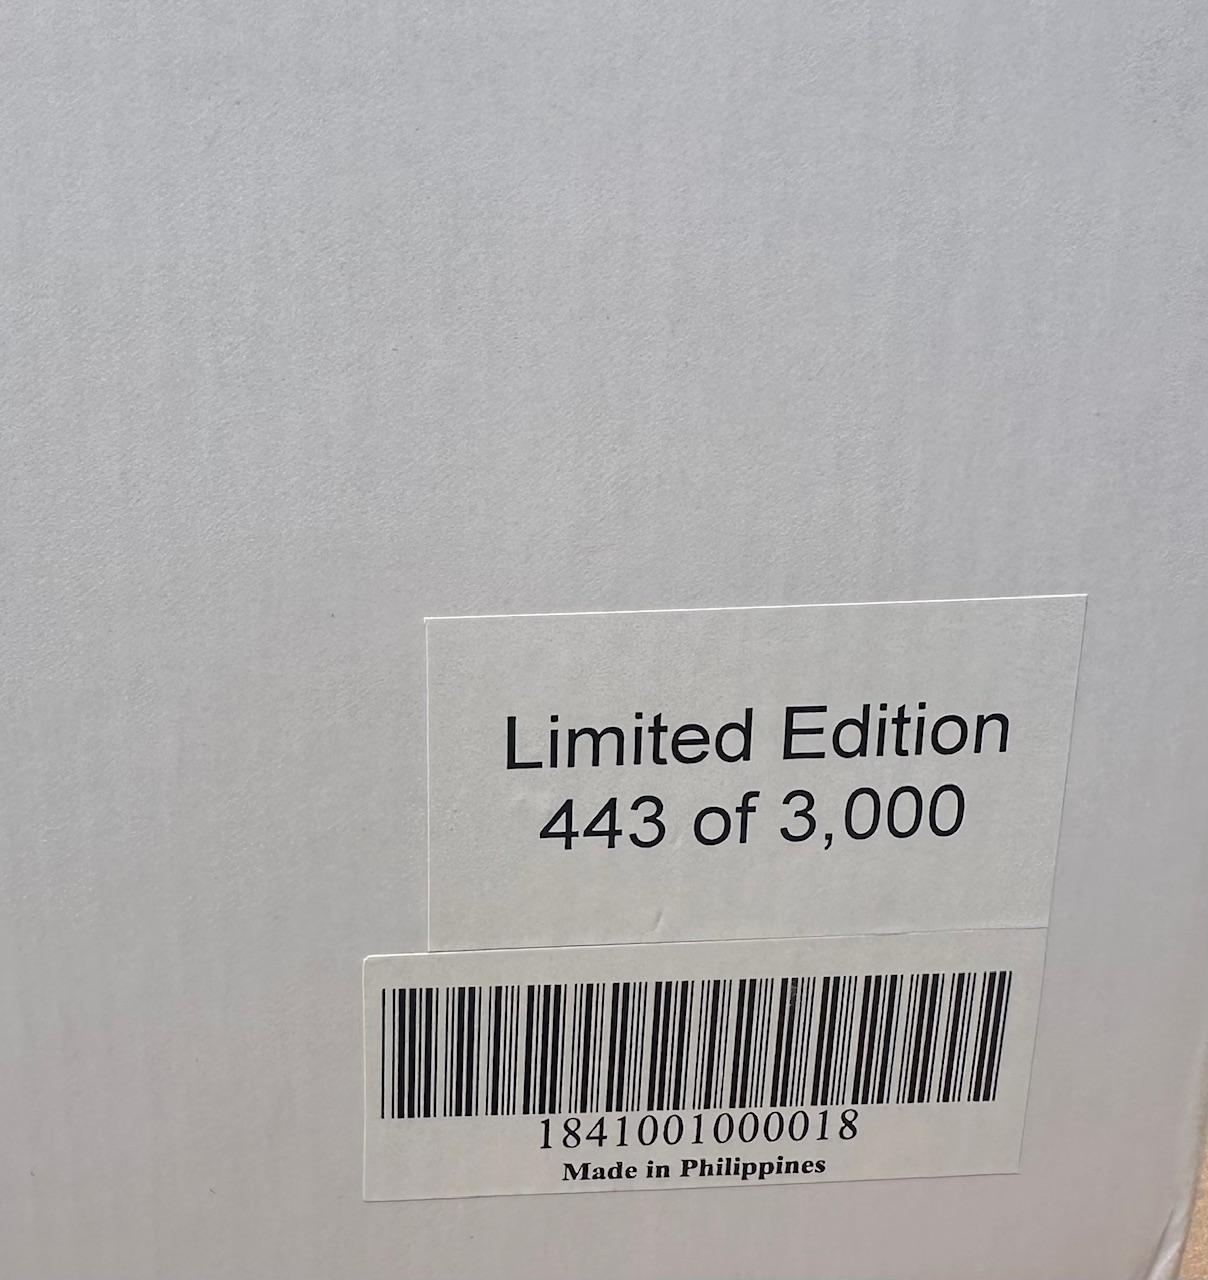 Limited Edition
443 of 3,000
1841001000018
Made in Philippines